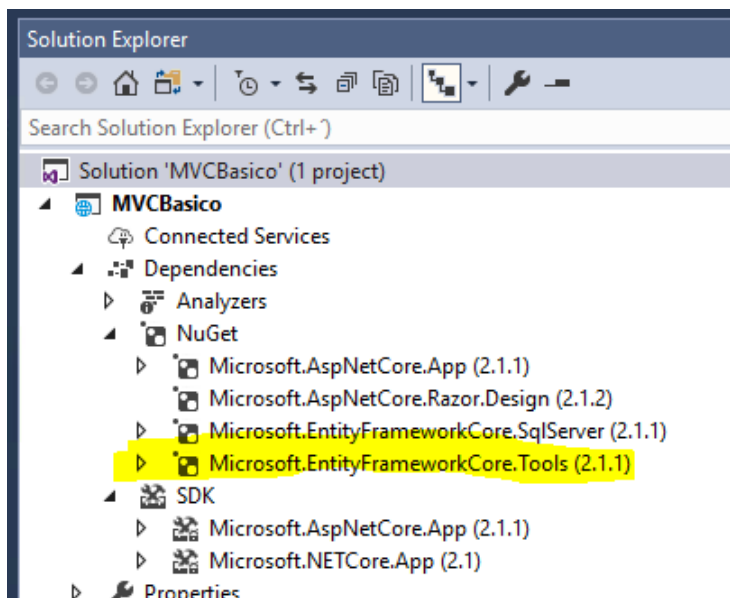 Solution Explorer
Search Solution Explorer (Ctrl+´)
Solution 'MVCBasico' (1 project)
MVCBasico
Connected Services
Dependencies
Analyzers
NuGet
Microsoft.AspNetCore.App (2.1.1)
Microsoft.AspNetCore.Razor.Design (2.1.2)
Microsoft.EntityFrameworkCore.SqlServer (2.1.1)
Microsoft.EntityFrameworkCore.Tools (2.1.1)
SDK
Microsoft.AspNetCore.App (2.1.1)
Microsoft.NETCore.App (2.1)
Properties